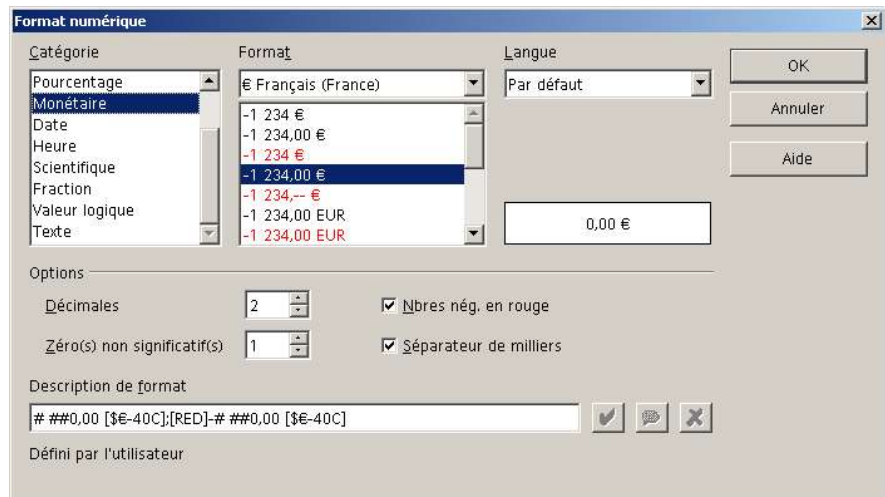 Format numérique
Catégorie
Format
Langue
OK
Annuler
Aide
Pourcentage
Monétaire
Date
Heure
Scientifique
Fraction
Valeur logique
Texte
€ Français (France)
-1 234 €
-1 234,00 €
-1 234 €
-1 234,00 €
-1 234,-- €
-1 234,00 EUR
-1 234,00 EUR
Par défaut
0,00 €
Options
Décimales
2
Nbres nég. en rouge
Zéro(s) non significatif(s)
1
Séparateur de milliers
Description de format
# ##0,00 [$€-40C];[RED]-# ##0,00 [$€-40C]
Défini par l'utilisateur